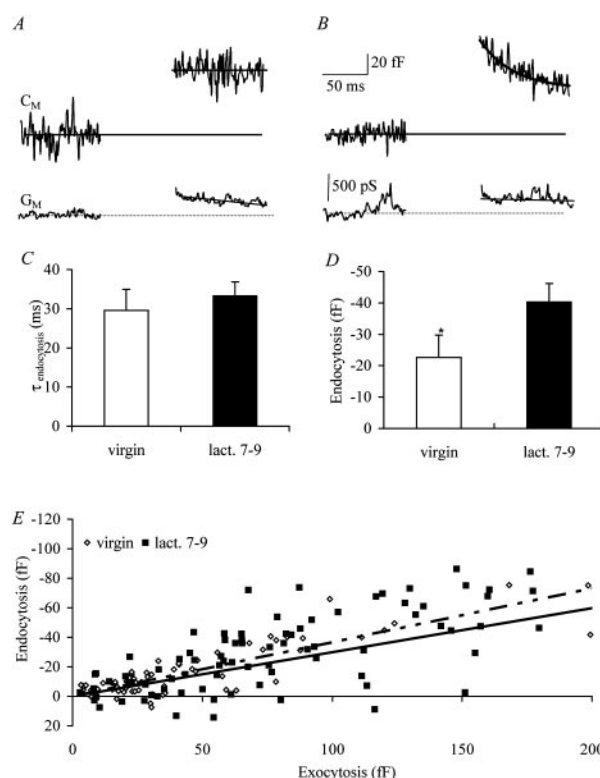 A
B
20 fF
50 ms
CM
500 pS
GM
C
D
40
30
20
10
0
τ endocytosis (ms)
virgin
lact. 7-9
-50
-40
-30
-20
-10
0
Endocytosis (fF)
*
virgin
lact. 7-9
E
-120
-100
-80
-60
-40
-20
0
20
Endocytosis (fF)
virgin
lact. 7-9
0 50 100 150 200
Exocytosis (fF)